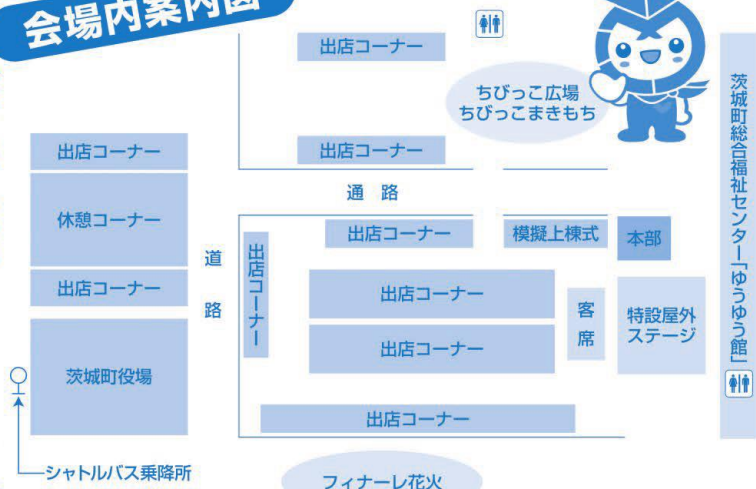 会場内案内図
出店コーナー
ちびっこ広場
ちびっこまきもち
出店コーナー
出店コーナー
通路
休憩コーナー
出店コーナー
模擬上棟式
本部
道路
出店コーナー
出店コーナー
出店コーナー
客席
特設屋外
ステージ
茨城町総合福祉センター「ゆうゆう館」
出店コーナー
茨城町役場
出店コーナー
シャトルバス乗降所
フィナーレ花火